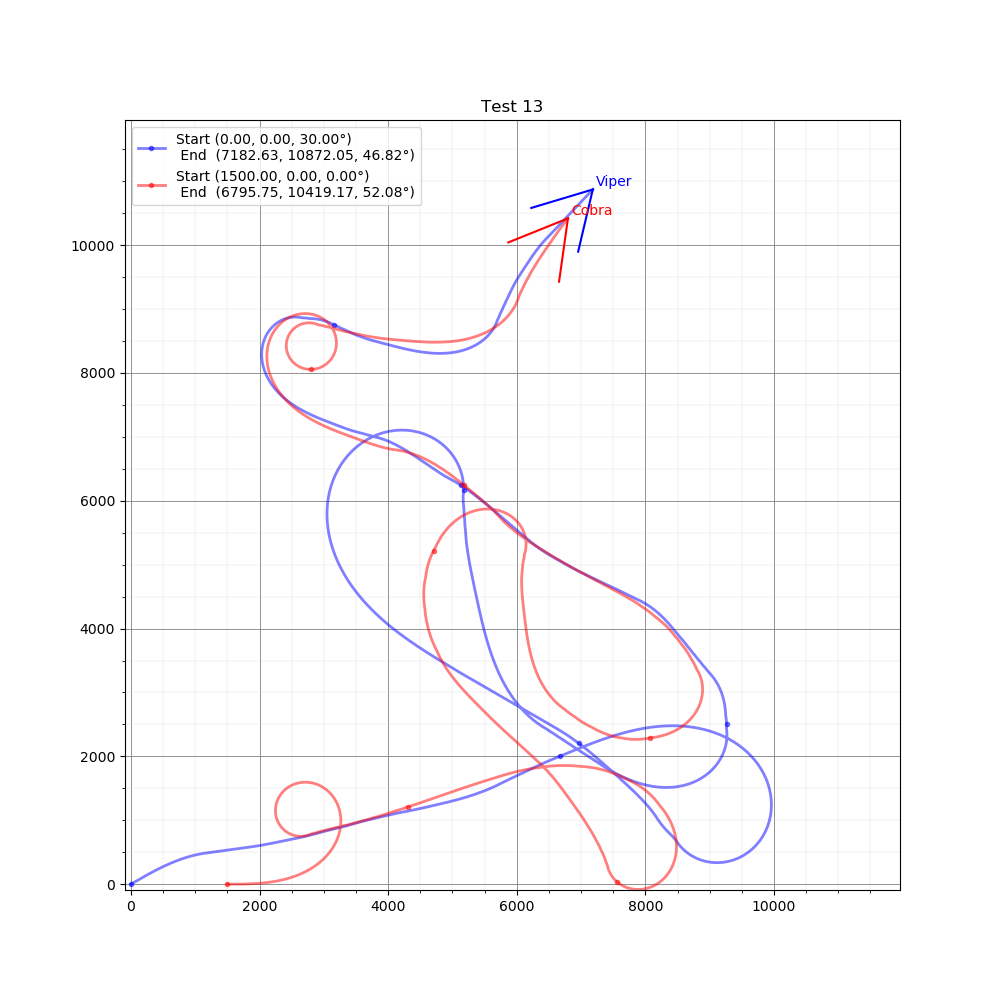 Test 13
Start (0.00, 0.00, 30.00°)
End  (7182.63, 10872.05, 46.82°)
Start (1500.00, 0.00, 0.00°)
End  (6795.75, 10419.17, 52.08°)
Viper
Cobra
10000
8000
6000
4000
2000
0
0
2000
4000
6000
8000
10000